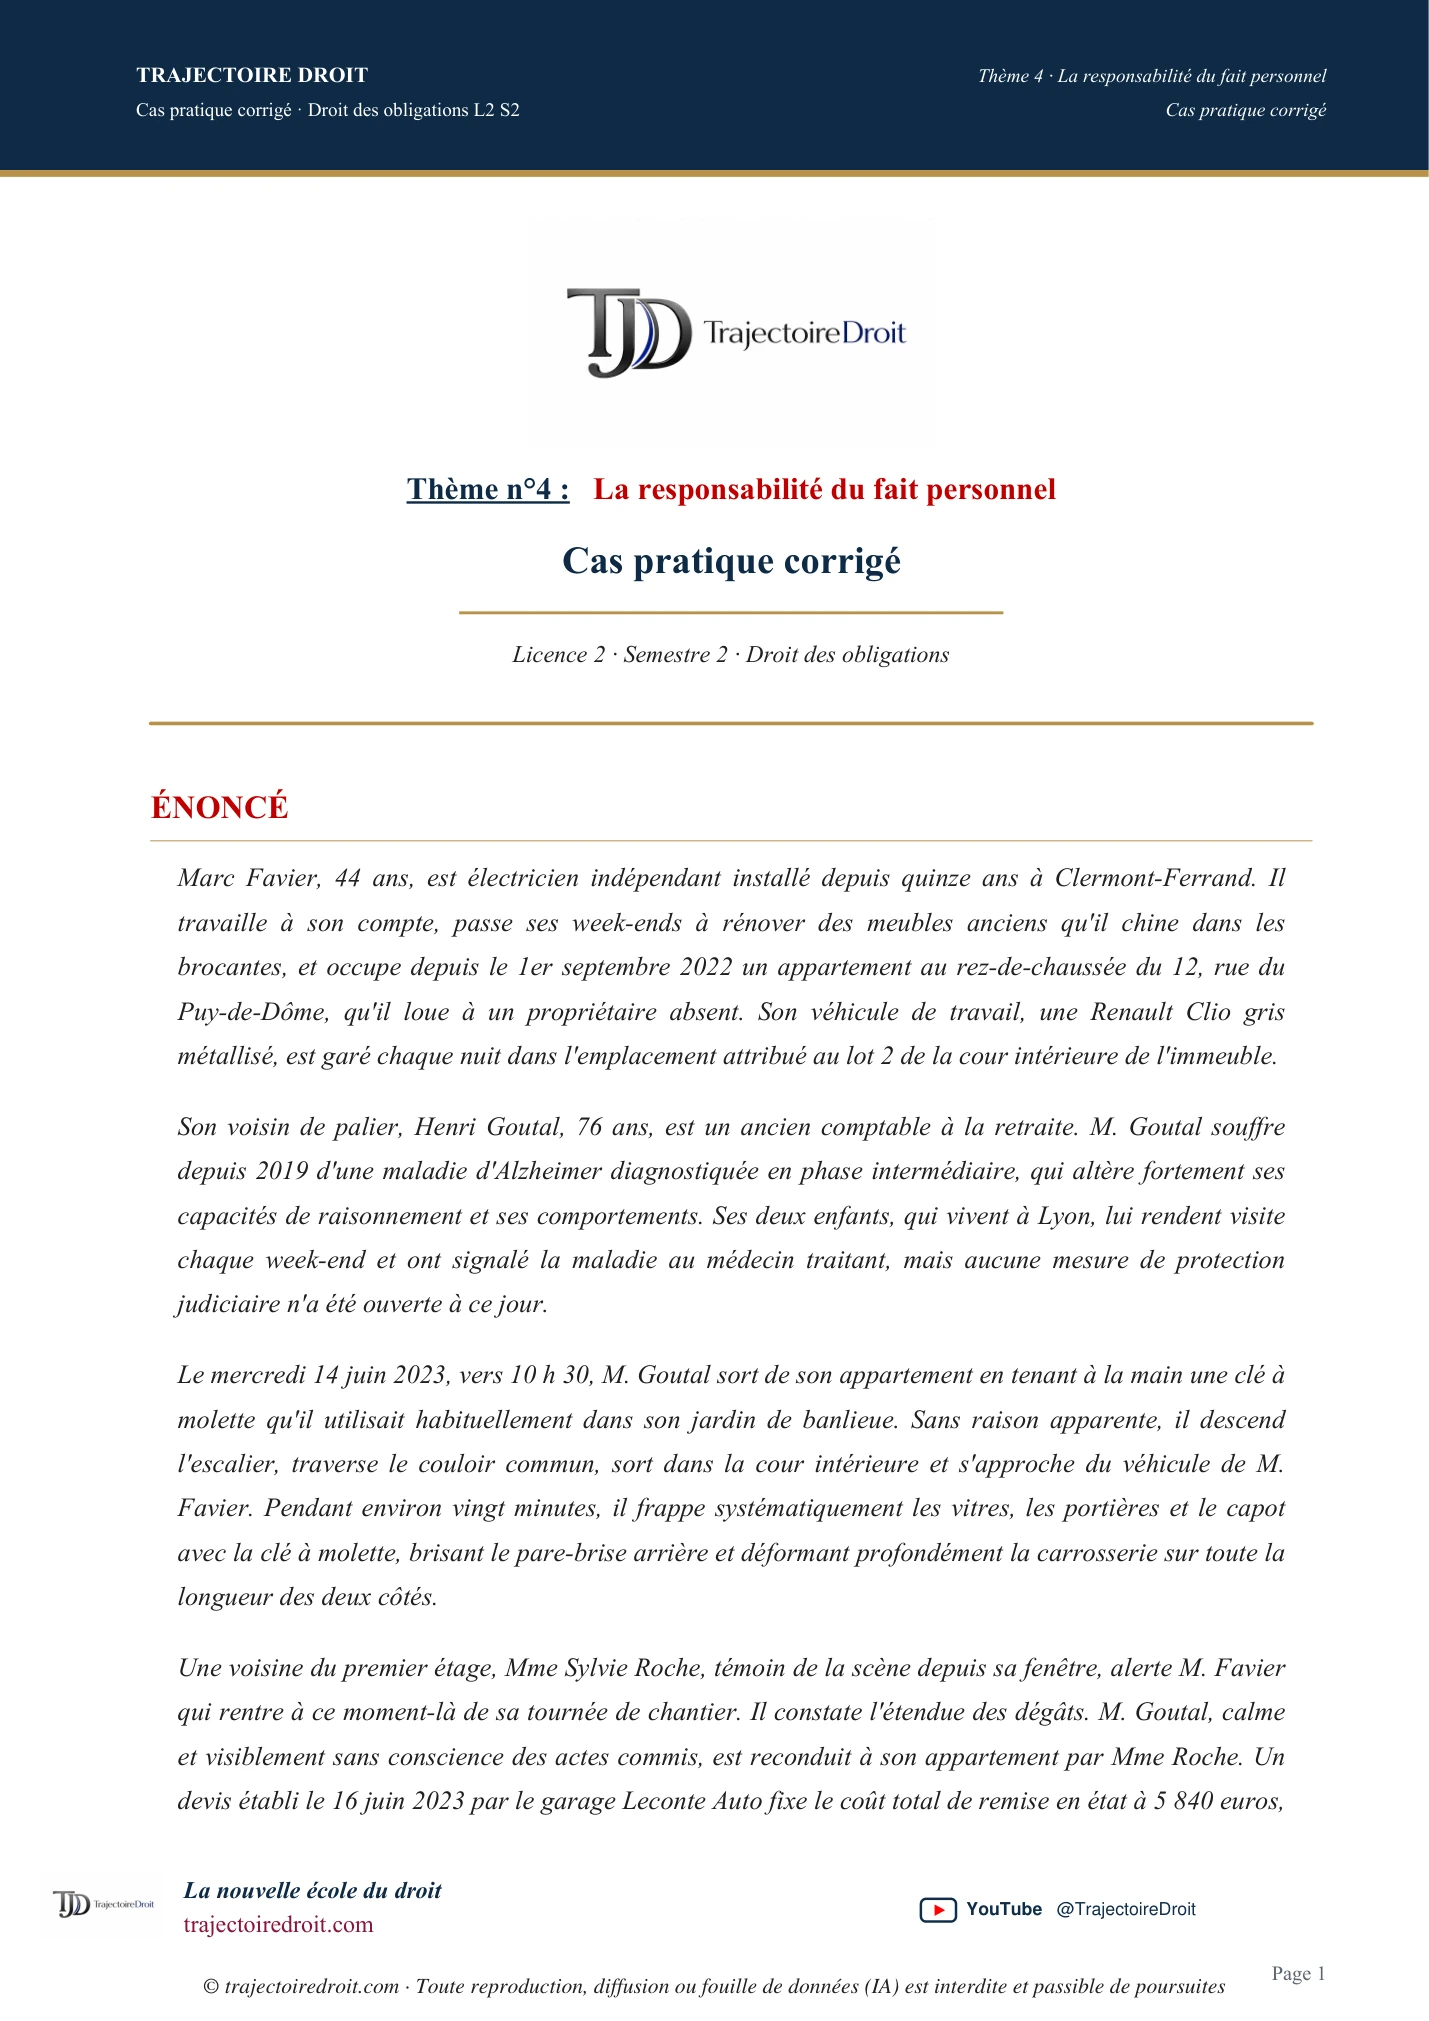 TRAJECTOIRE DROIT
Cas pratique corrigé · Droit des obligations L2 S2
Thème 4 · La responsabilité du fait personnel
Cas pratique corrigé
TJD TrajectoireDroit
Thème n°4 : La responsabilité du fait personnel
Cas pratique corrigé
Licence 2 · Semestre 2 · Droit des obligations
ÉNONCÉ
Marc Favier, 44 ans, est électricien indépendant installé depuis quinze ans à Clermont-Ferrand. Il
travaille à son compte, passe ses week-ends à rénover des meubles anciens qu'il chine dans les
brocantes, et occupe depuis le 1er septembre 2022 un appartement au rez-de-chaussée du 12, rue du
Puy-de-Dôme, qu'il loue à un propriétaire absent. Son véhicule de travail, une Renault Clio gris
métallisé, est garé chaque nuit dans l'emplacement attribué au lot 2 de la cour intérieure de l'immeuble.
Son voisin de palier, Henri Goutal, 76 ans, est un ancien comptable à la retraite. M. Goutal souffre
depuis 2019 d'une maladie d'Alzheimer diagnostiquée en phase intermédiaire, qui altère fortement ses
capacités de raisonnement et ses comportements. Ses deux enfants, qui vivent à Lyon, lui rendent visite
chaque week-end et ont signalé la maladie au médecin traitant, mais aucune mesure de protection
judiciaire n'a été ouverte à ce jour.
Le mercredi 14 juin 2023, vers 10 h 30, M. Goutal sort de son appartement en tenant à la main une clé à
molette qu'il utilisait habituellement dans son jardin de banlieue. Sans raison apparente, il descend
l'escalier, traverse le couloir commun, sort dans la cour intérieure et s'approche du véhicule de M.
Favier. Pendant environ vingt minutes, il frappe systématiquement les vitres, les portières et le capot
avec la clé à molette, brisant le pare-brise arrière et déformant profondément la carrosserie sur toute la
longueur des deux côtés.
Une voisine du premier étage, Mme Sylvie Roche, témoin de la scène depuis sa fenêtre, alerte M. Favier
qui rentre à ce moment-là de sa tournée de chantier. Il constate l'étendue des dégâts. M. Goutal, calme
et visiblement sans conscience des actes commis, est reconduit à son appartement par Mme Roche. Un
devis établi le 16 juin 2023 par le garage Leconte Auto fixe le coût total de remise en état à 5 840 euros,
TJD TrajectoireDroit
La nouvelle école du droit
trajectoiredroit.com
YouTube @TrajectoireDroit
© trajectoiredroit.com · Toute reproduction, diffusion ou fouille de données (IA) est interdite et passible de poursuites
Page 1